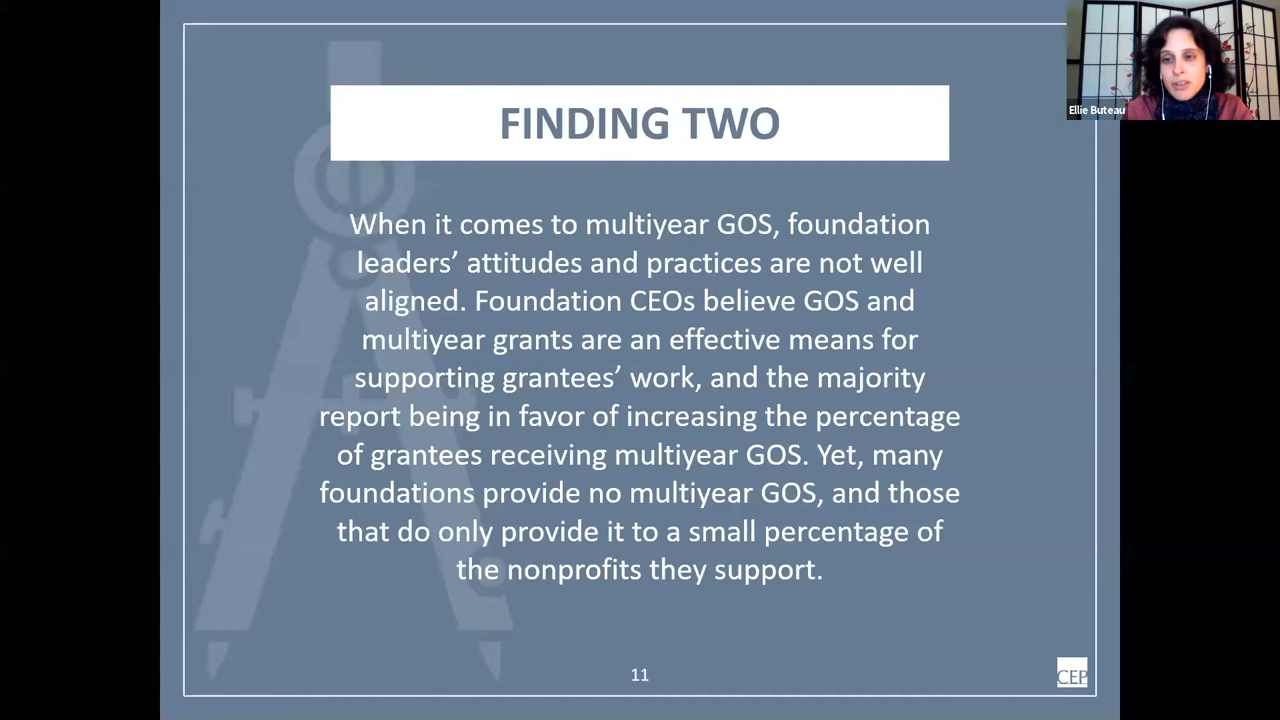 FINDING TWO
Ellie Buteau
When it comes to multiyear GOS, foundation
leaders’ attitudes and practices are not well
aligned. Foundation CEOs believe GOS and
multiyear grants are an effective means for
supporting grantees’ work, and the majority
report being in favor of increasing the percentage
of grantees receiving multiyear GOS. Yet, many
foundations provide no multiyear GOS, and those
that do only provide it to a small percentage of
the nonprofits they support.
11
CEP